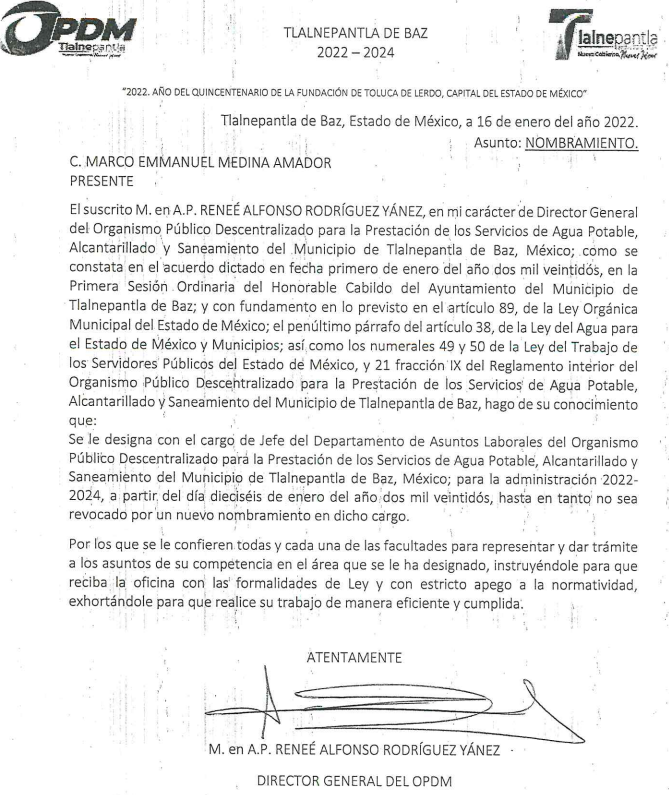 OPDM
Tlalnepantla
TLALNEPANTLA DE BAZ
2022 – 2024
Tlalnepantla
Nuevo Gobierno, Nuevo Rostro
"2022. AÑO DEL QUINCENTENARIO DE LA FUNDACIÓN DE TOLUCA DE LERDO, CAPITAL DEL ESTADO DE MÉXICO"
Tlalnepantla de Baz, Estado de México, a 16 de enero del año 2022.
Asunto: NOMBRAMIENTO.
C. MARCO EMMANUEL MEDINA AMADOR
PRESENTE
El suscrito M. en A.P. RENEÉ ALFONSO RODRÍGUEZ YÁNEZ, en mi carácter de Director General
del Organismo Público Descentralizado para la Prestación de los Servicios de Agua Potable,
Alcantarillado y Saneamiento del Municipio de Tlalnepantla de Baz, México; como se
constata en el acuerdo dictado en fecha primero de enero del año dos mil veintidós, en la
Primera Sesión Ordinaria del Honorable Cabildo del Ayuntamiento del Municipio de
Tlalnepantla de Baz; y con fundamento en lo previsto en el artículo 89, de la Ley Orgánica
Municipal del Estado de México; el penúltimo párrafo del artículo 38, de la Ley del Agua para
el Estado de México y Municipios; así como los numerales 49 y 50 de la Ley del Trabajo de
los Servidores Públicos del Estado de México, y 21 fracción IX del Reglamento interior del
Organismo Público Descentralizado para la Prestación de los Servicios de Agua Potable,
Alcantarillado y Saneamiento del Municipio de Tlalnepantla de Baz, hago de su conocimiento
que:
Se le designa con el cargo de Jefe del Departamento de Asuntos Laborales del Organismo
Público Descentralizado para la Prestación de los Servicios de Agua Potable, Alcantarillado y
Saneamiento del Municipio de Tlalnepantla de Baz, México; para la administración 2022-
2024, a partir del día dieciséis de enero del año dos mil veintidós, hasta en tanto no sea
revocado por un nuevo nombramiento en dicho cargo.
Por los que se le confieren todas y cada una de las facultades para representar y dar trámite
a los asuntos de su competencia en el área que se le ha designado, instruyéndole para que
reciba la oficina con las formalidades de Ley y con estricto apego a la normatividad,
exhortándole para que realice su trabajo de manera eficiente y cumplida.
ATENTAMENTE
M. en A.P. RENEÉ ALFONSO RODRÍGUEZ YÁNEZ
DIRECTOR GENERAL DEL OPDM